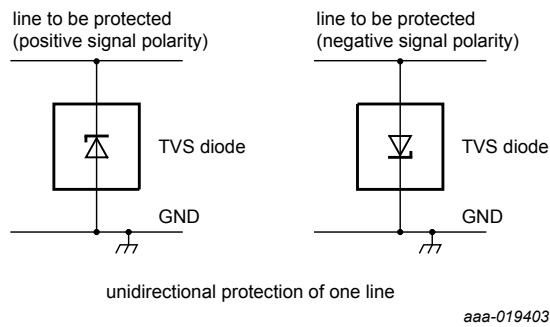 line to be protected
(positive signal polarity)
TVS diode
GND
line to be protected
(negative signal polarity)
TVS diode
GND
unidirectional protection of one line
aaa-019403